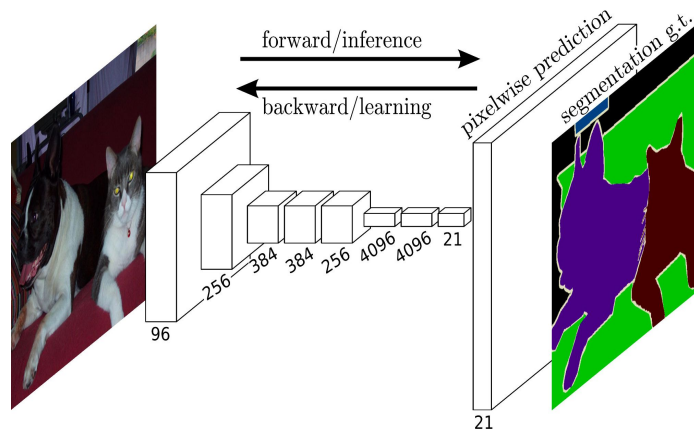 forward/inference
backward/learning
pixelwise prediction
segmentation g.t.
96
256
384
384
256
4096
4096
21
21